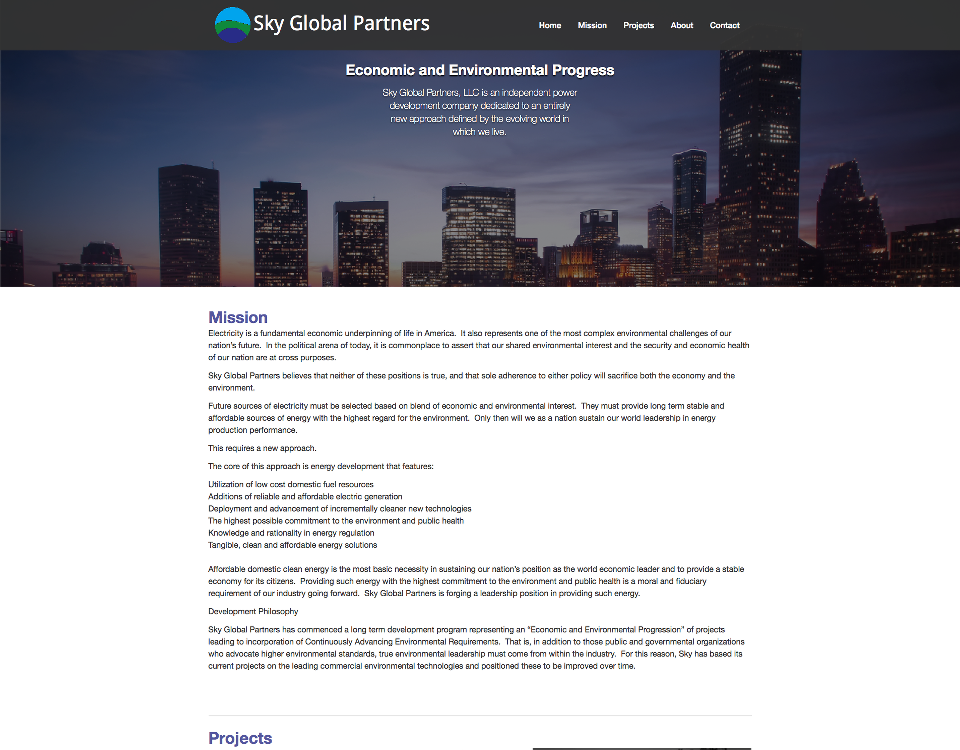 Sky Global Partners
Home Mission Projects About Contact
Economic and Environmental Progress
Sky Global Partners, LLC is an independent power
development company dedicated to an entirely
new approach defined by the evolving world in
which we live.
Mission
Electricity is a fundamental economic underpinning of life in America.  It also represents one of the most complex environmental challenges of our
nation's future.  In the political arena of today, it is commonplace to assert that our shared environmental interest and the security and economic health
of our nation are at cross purposes.
Sky Global Partners believes that neither of these positions is true, and that sole adherence to either policy will sacrifice both the economy and the
environment.
Future sources of electricity must be selected based on blend of economic and environmental interest.  They must provide long term stable and
affordable sources of energy with the highest regard for the environment.  Only then will we as a nation sustain our world leadership in energy
production performance.
This requires a new approach.
The core of this approach is energy development that features:
Utilization of low cost domestic fuel resources
Additions of reliable and affordable electric generation
Deployment and advancement of incrementally cleaner new technologies
The highest possible commitment to the environment and public health
Knowledge and rationality in energy regulation
Tangible, clean and affordable energy solutions
Affordable domestic clean energy is the most basic necessity in sustaining our nation's position as the world economic leader and to provide a stable
economy for its citizens.  Providing such energy with the highest commitment to the environment and public health is a moral and fiduciary
requirement of our industry going forward.  Sky Global Partners is forging a leadership position in providing such energy.
Development Philosophy
Sky Global Partners has commenced a long term development program representing an “Economic and Environmental Progression” of projects
leading to incorporation of Continuously Advancing Environmental Requirements.  That is, in addition to those public and governmental organizations
who advocate higher environmental standards, true environmental leadership must come from within the industry.  For this reason, Sky has based its
current projects on the leading commercial environmental technologies and positioned these to be improved over time.
Projects